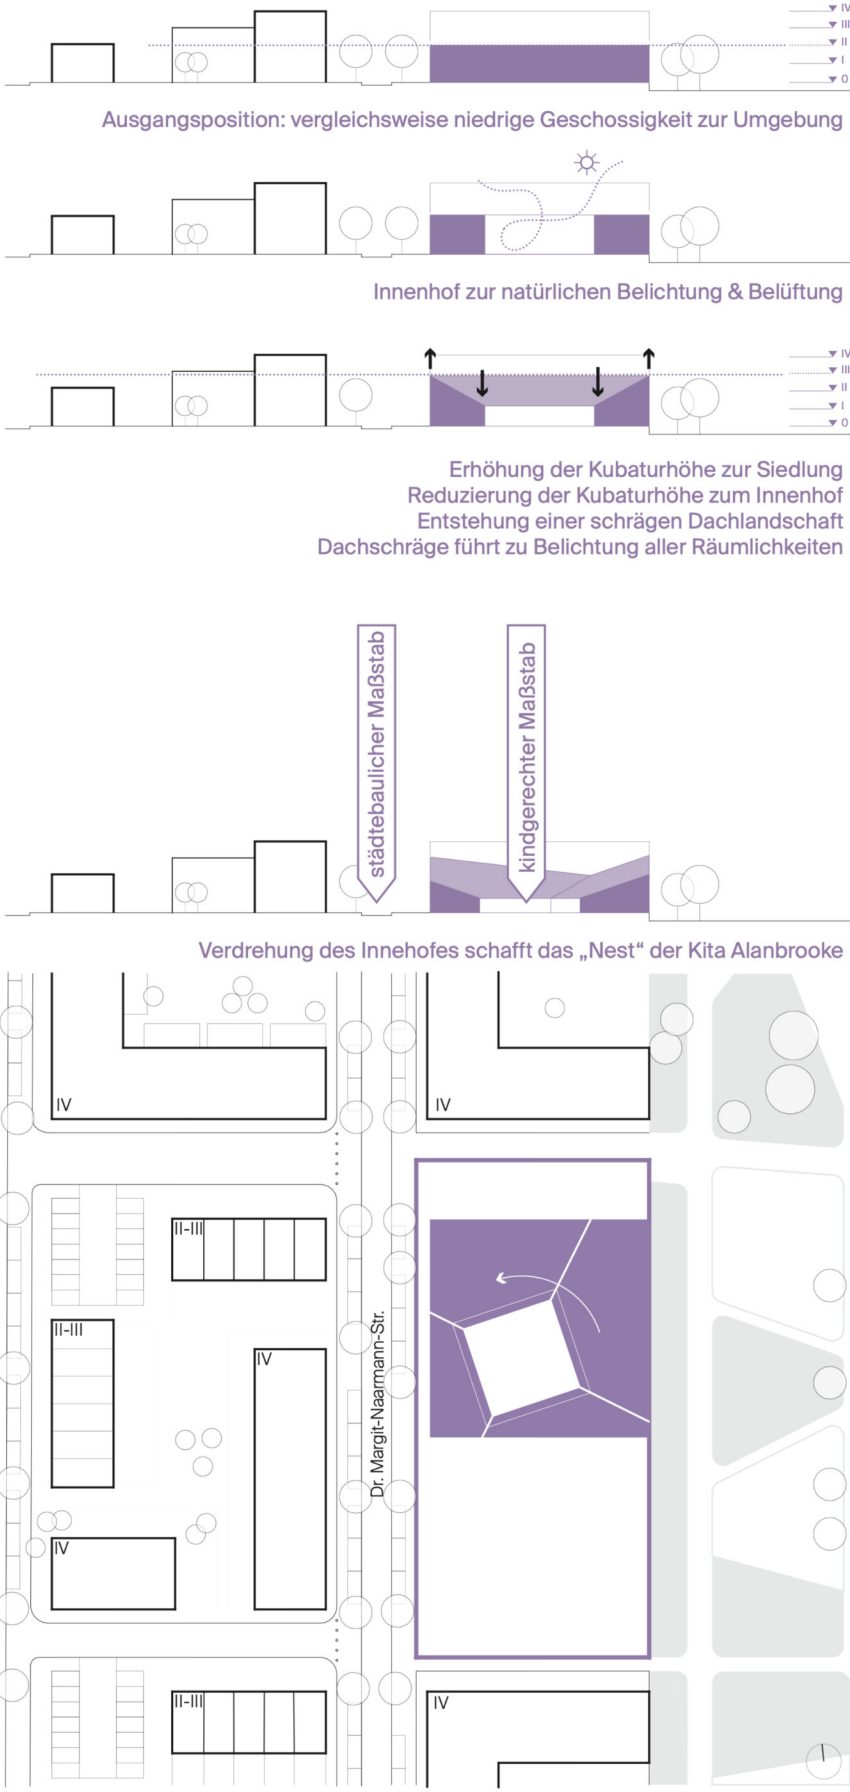 IV
III
II
I
0
Ausgangsposition: vergleichsweise niedrige Geschossigkeit zur Umgebung
Innenhof zur natürlichen Belichtung & Belüftung
IV
III
II
I
0
Erhöhung der Kubaturhöhe zur Siedlung
Reduzierung der Kubaturhöhe zum Innenhof
Entstehung einer schrägen Dachlandschaft
Dachschräge führt zu Belichtung aller Räumlichkeiten
städtebaulicher Maßstab
kindgerechter Maßstab
Verdrehung des Innehofes schafft das „Nest“ der Kita Alanbrooke
IV
IV
II-III
II-III
IV
Dr. Margit-Naarmann-Str.
IV
II-III
IV